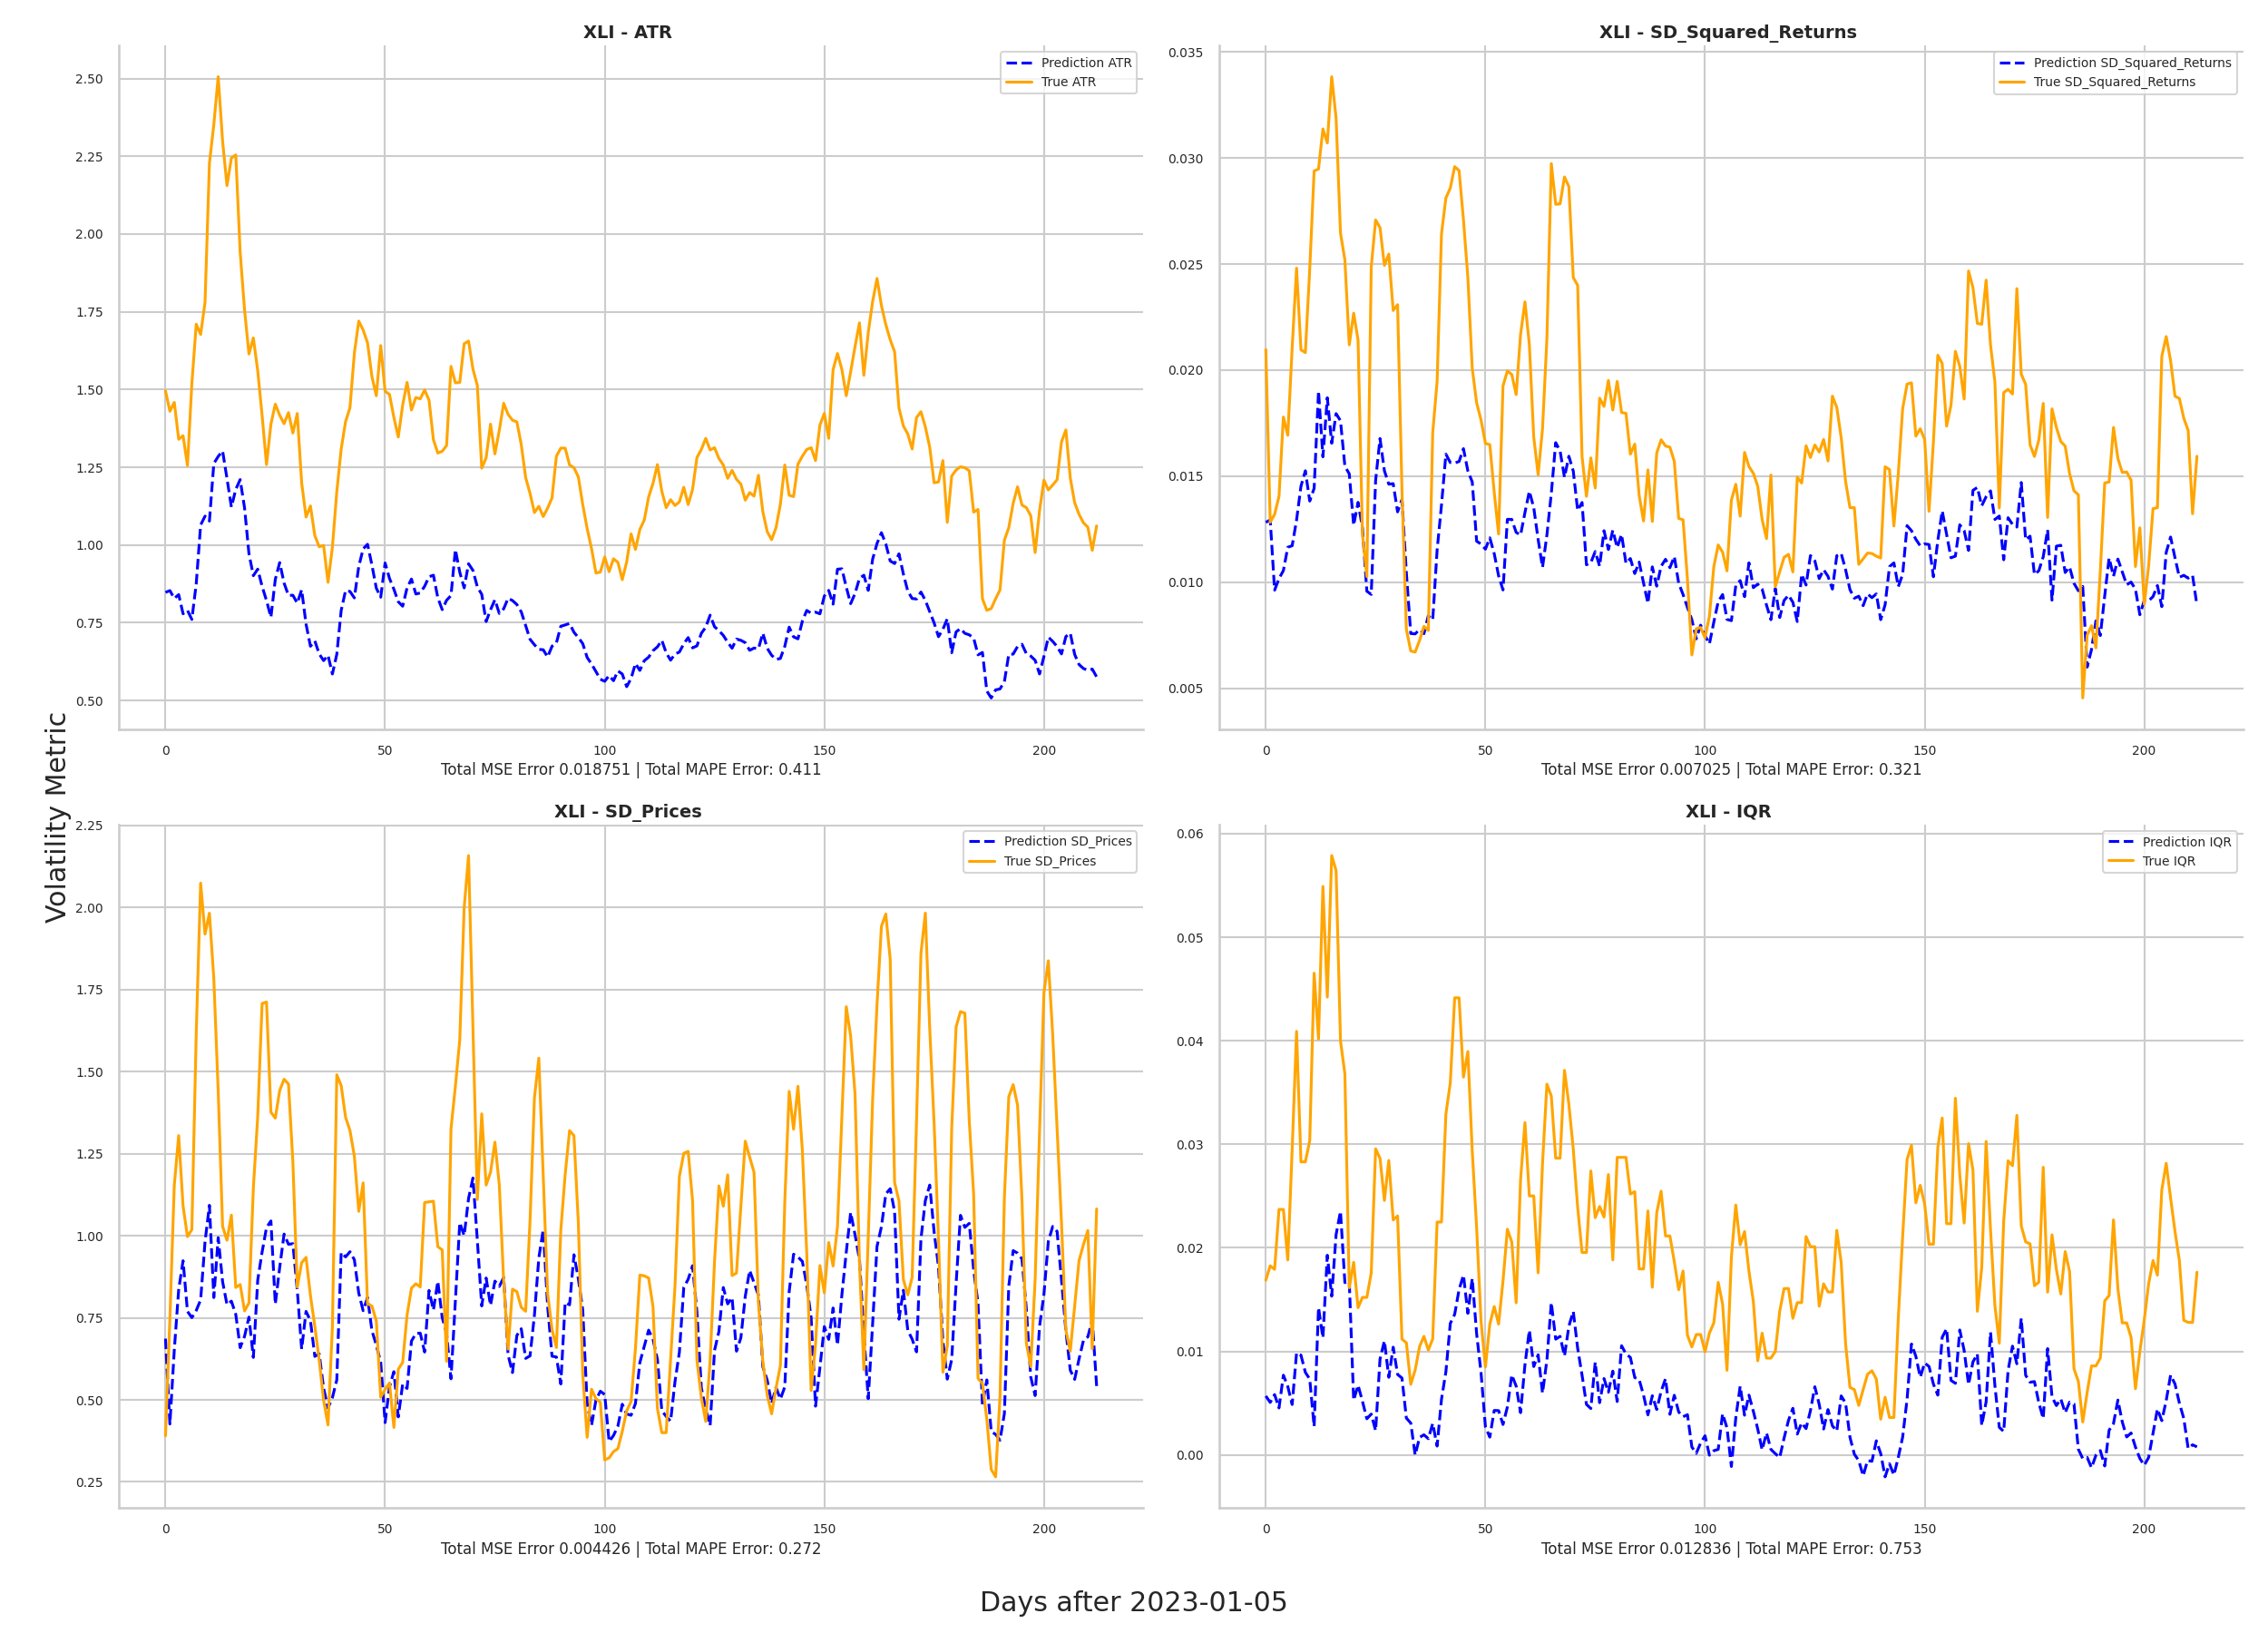 XLI - ATR
Prediction ATR
True ATR
2.50
2.25
2.00
1.75
1.50
1.25
1.00
0.75
0.50
0 50 100 150 200
Total MSE Error 0.018751 | Total MAPE Error: 0.411
XLI - SD_Squared_Returns
Prediction SD_Squared_Returns
True SD_Squared_Returns
0.035
0.030
0.025
0.020
0.015
0.010
0.005
0 50 100 150 200
Total MSE Error 0.007025 | Total MAPE Error: 0.321
Volatility Metric
XLI - SD_Prices
Prediction SD_Prices
True SD_Prices
2.25
2.00
1.75
1.50
1.25
1.00
0.75
0.50
0.25
0 50 100 150 200
Total MSE Error 0.004426 | Total MAPE Error: 0.272
XLI - IQR
Prediction IQR
True IQR
0.06
0.05
0.04
0.03
0.02
0.01
0.00
0 50 100 150 200
Total MSE Error 0.012836 | Total MAPE Error: 0.753
Days after 2023-01-05